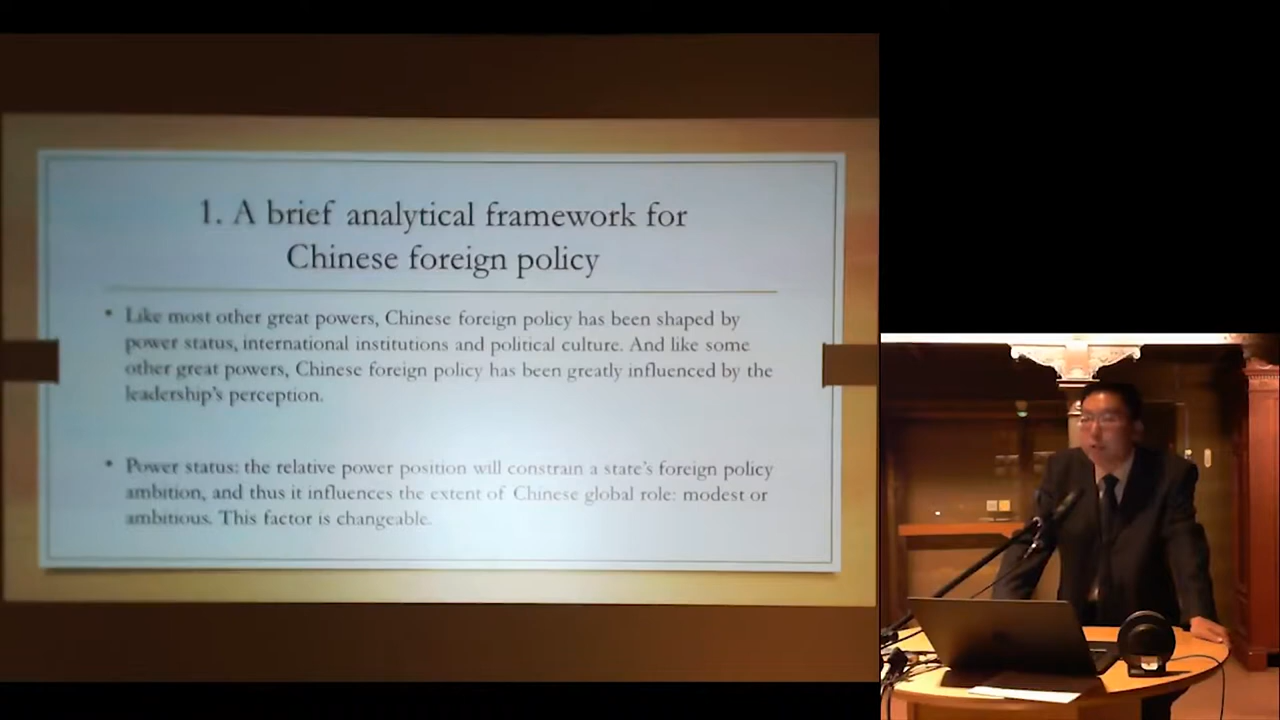 1. A brief analytical framework for
Chinese foreign policy
• Like most other great powers, Chinese foreign policy has been shaped by
power status, international institutions and political culture. And like some
other great powers, Chinese foreign policy has been greatly influenced by the
leadership's perception.
• Power status: the relative power position will constrain a state's foreign policy
ambition, and thus it influences the extent of Chinese global role: modest or
ambitious. This factor is changeable.